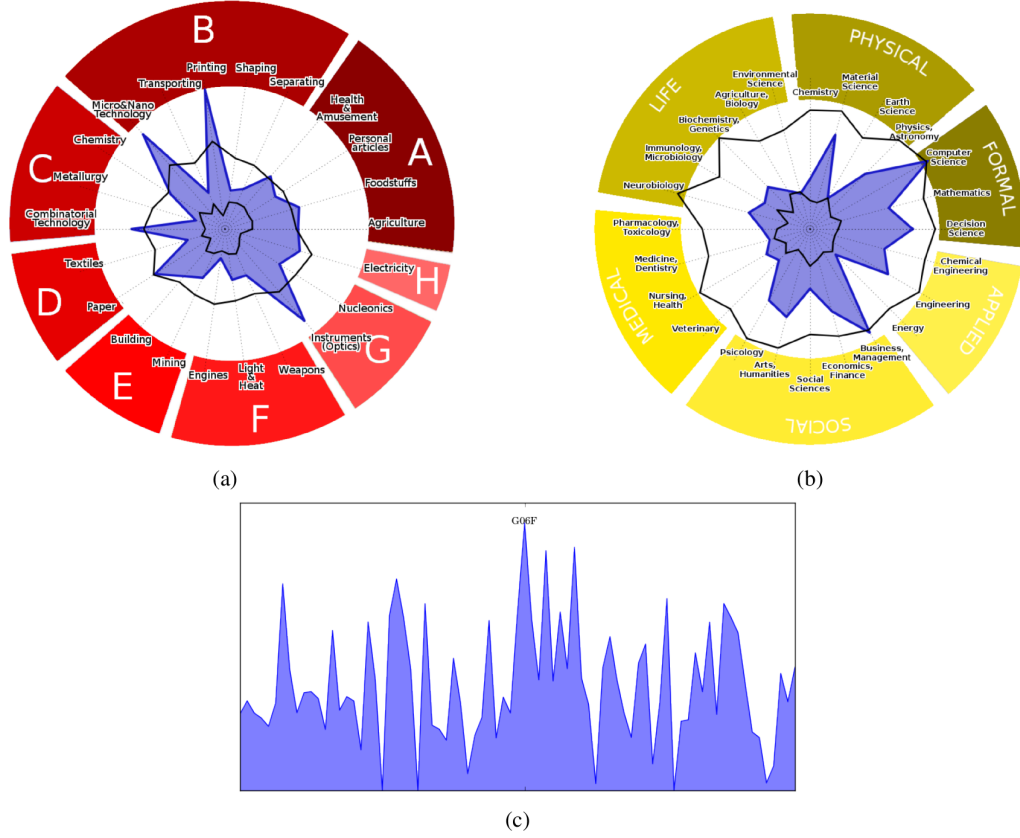 B
Printing
Shaping
Transporting
Separating
Micro&Nano
Technology
Health
&
Amusement
Chemistry
Personal
articles
A
C
Metallurgy
Foodstuffs
Combinatorial
Technology
Agriculture
Textiles
Electricity
H
D
Paper
Nucleonics
Building
Instruments
(Optics)
G
Mining
Engines
Light
&
Heat
Weapons
E
F
(a)
PHYSICAL
LIFE
Environmental
Science
Chemistry
Material
Science
Agriculture,
Biology
Earth
Science
Biochemistry,
Genetics
Physics,
Astronomy
FORMAL
Immunology,
Microbiology
Computer
Science
Neurobiology
Mathematics
Pharmacology,
Toxicology
Decision
Science
Medicine,
Dentistry
Chemical
Engineering
MEDICAL
Nursing,
Health
Engineering
APPLIED
Veterinary
Energy
Psicology
Business,
Management
Arts,
Humanities
Economics,
Finance
Social
Sciences
SOCIAL
(b)
G06F
(c)